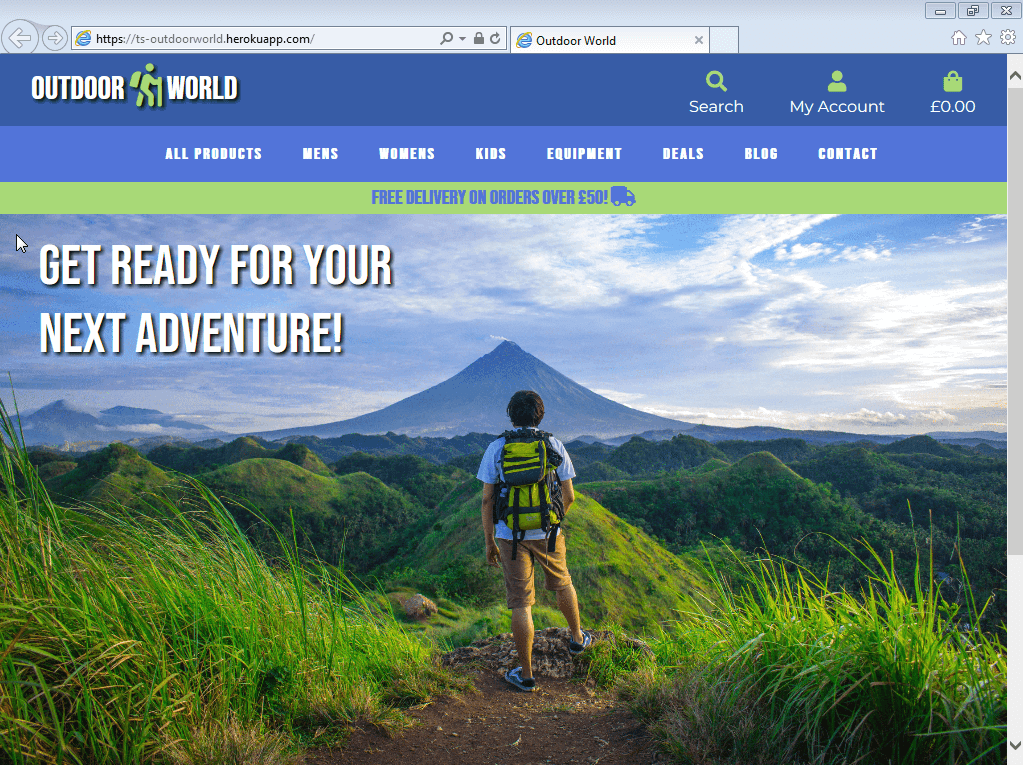 https://ts-outdoorworld.herokuapp.com/
Outdoor World
OUTDOOR WORLD
Search
My Account
£0.00
ALL PRODUCTS
MENS
WOMENS
KIDS
EQUIPMENT
DEALS
BLOG
CONTACT
FREE DELIVERY ON ORDERS OVER £50!
GET READY FOR YOUR
NEXT ADVENTURE!